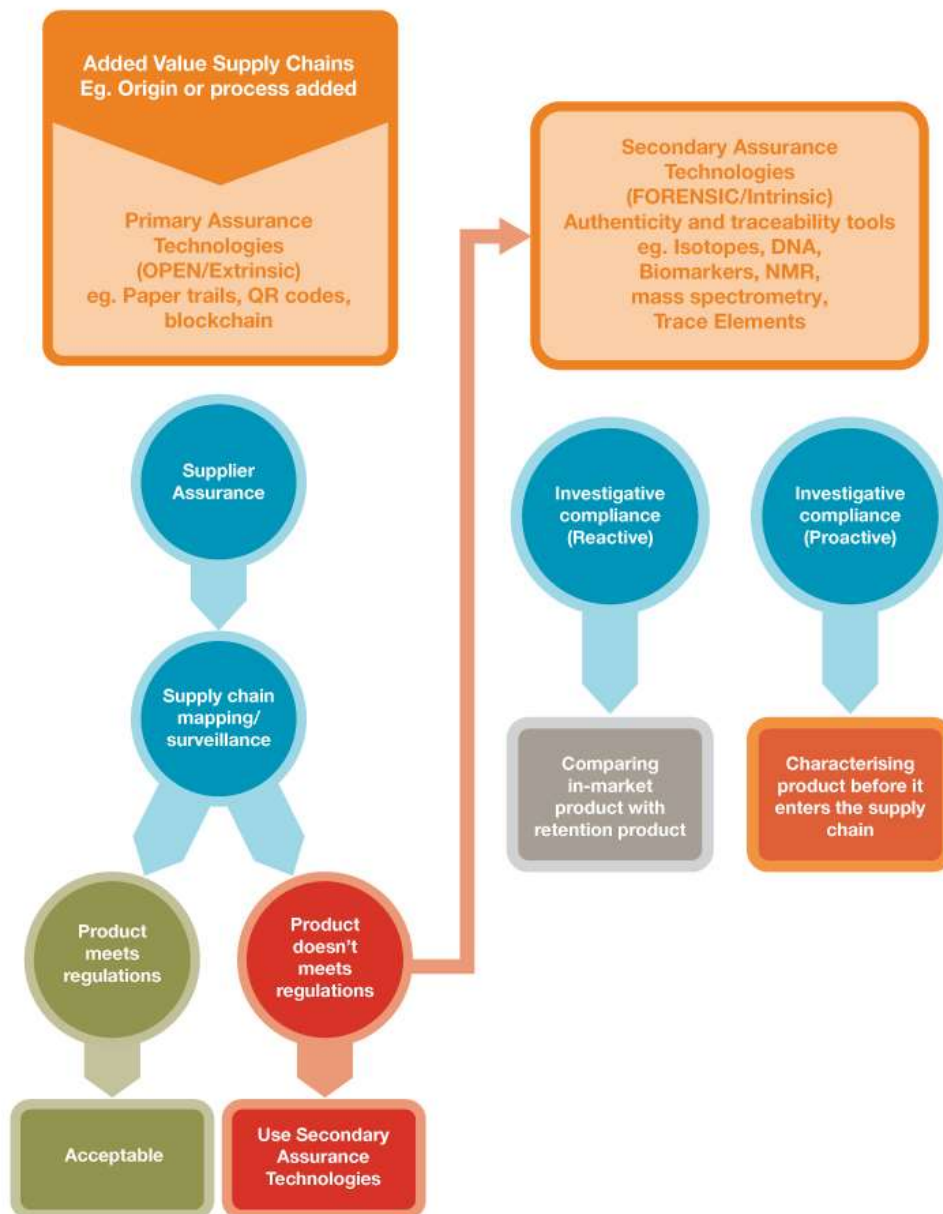 Added Value Supply Chains
Eg. Origin or process added
Primary Assurance
Technologies
(OPEN/Extrinsic)
eg. Paper trails, QR codes,
blockchain
Secondary Assurance
Technologies
(FORENSIC/Intrinsic)
Authenticity and traceability tools
eg. Isotopes, DNA,
Biomarkers, NMR,
mass spectrometry,
Trace Elements
Supplier
Assurance
Supply chain
mapping/
surveillance
Product
meets
regulations
Product
doesn't
meets
regulations
Acceptable
Use Secondary
Assurance
Technologies
Investigative
compliance
(Reactive)
Investigative
compliance
(Proactive)
Comparing
in-market
product with
retention product
Characterising
product before it
enters the supply
chain